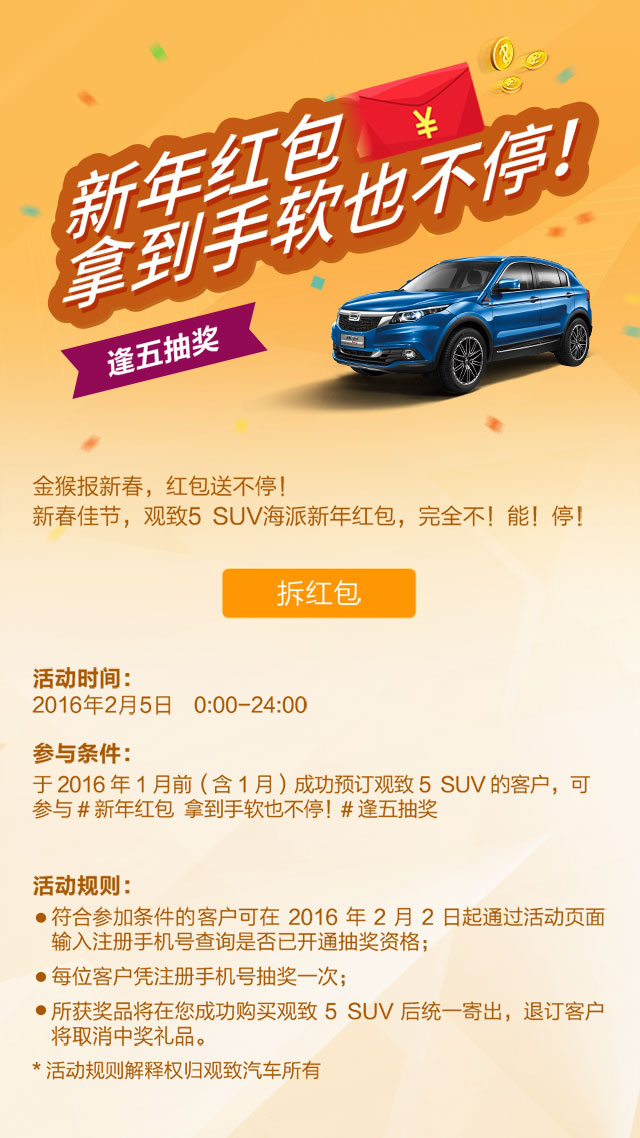 新年红包
拿到手软也不停！
逢五抽奖
金猴报新春，红包送不停！
新春佳节，观致5 SUV海派新年红包，完全不！能！停！
拆红包
活动时间：
2016年2月5日 0:00-24:00
参与条件：
于 2016 年 1 月前（含 1 月）成功预订观致 5 SUV 的客户，可
参与 # 新年红包 拿到手软也不停！# 逢五抽奖
活动规则：
●符合参加条件的客户可在 2016 年 2 月 2 日起通过活动页面
输入注册手机号查询是否已开通抽奖资格；
●每位客户凭注册手机号抽奖一次；
●所获奖品将在您成功购买观致 5 SUV 后统一寄出，退订客户
将取消中奖礼品。
* 活动规则解释权归观致汽车所有